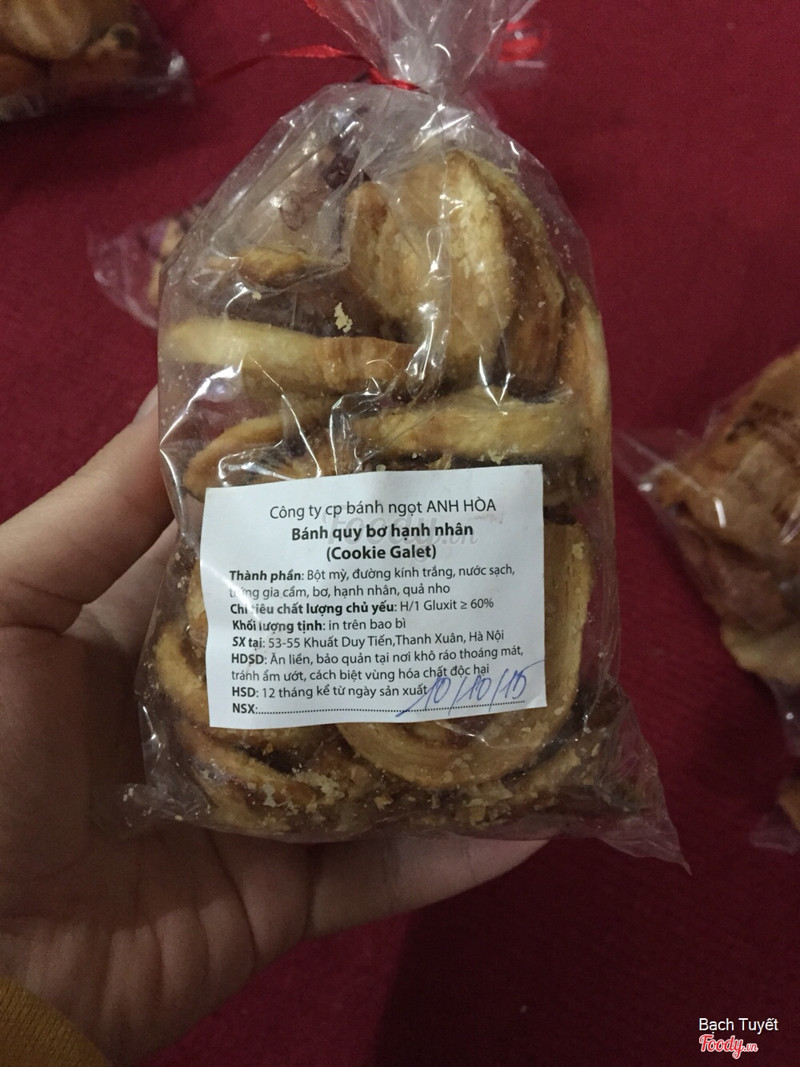 Công ty cp bánh ngọt ANH HÒA
Bánh quy bơ hạnh nhân
(Cookie Galet)
Thành phần: Bột mỳ, đường kính trắng, nước sạch,
trứng gia cầm, bơ, hạnh nhân, quả nho
Chỉ tiêu chất lượng chủ yếu: H/1 Gluxit ≥ 60%
Khối lượng tịnh: in trên bao bì
SX tại: 53-55 Khuất Duy Tiến,Thanh Xuân, Hà Nội
HDSD: Ăn liền, bảo quản tại nơi khô ráo thoáng mát,
tránh ẩm ướt, cách biệt vùng hóa chất độc hại
HSD: 12 tháng kể từ ngày sản xuất
NSX: 10/10/15
Foody.vn
Bạch Tuyết
Foody.vn